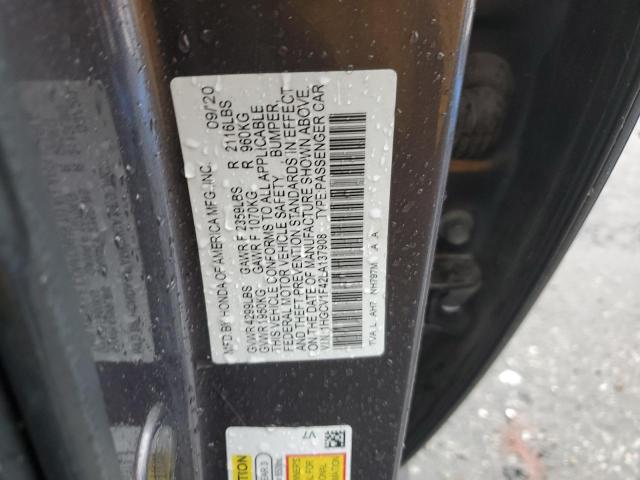 MFD BY HONDA OF AMERICA MFG. INC. 09/20
GVWR 4299LBS GAWR F 2359LBS R 2116LBS
GVWR 1950KG GAWR F 1070KG R 960KG
THIS VEHICLE CONFORMS TO ALL APPLICABLE
FEDERAL MOTOR VEHICLE SAFETY, BUMPER,
AND THEFT PREVENTION STANDARDS IN EFFECT
ON THE DATE OF MANUFACTURE SHOWN ABOVE.
V.I.N. 1HGCV1F42LA137908 TYPE:PASSENGER CAR
TVA L AH7 NH797M A A